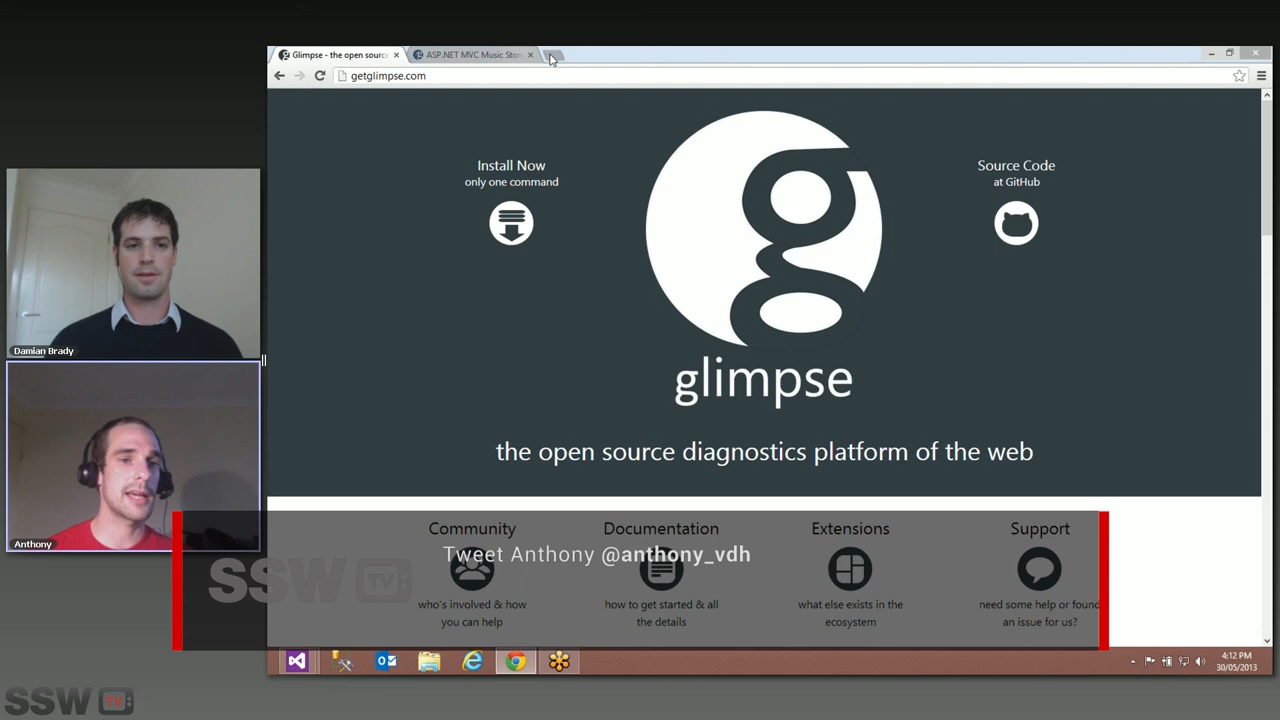 Glimpse - the open source
ASP.NET MVC Music Stor
getglimpse.com
Install Now
only one command
Source Code
at GitHub
g
glimpse
the open source diagnostics platform of the web
Damian Brady
Anthony
Community
Documentation
Extensions
Support
Tweet Anthony @anthony_vdh
SSW TV
who's involved & how
you can help
how to get started & all
the details
what else exists in the
ecosystem
need some help or found
an issue for us?
4:12 PM
30/05/2013
SSW TV